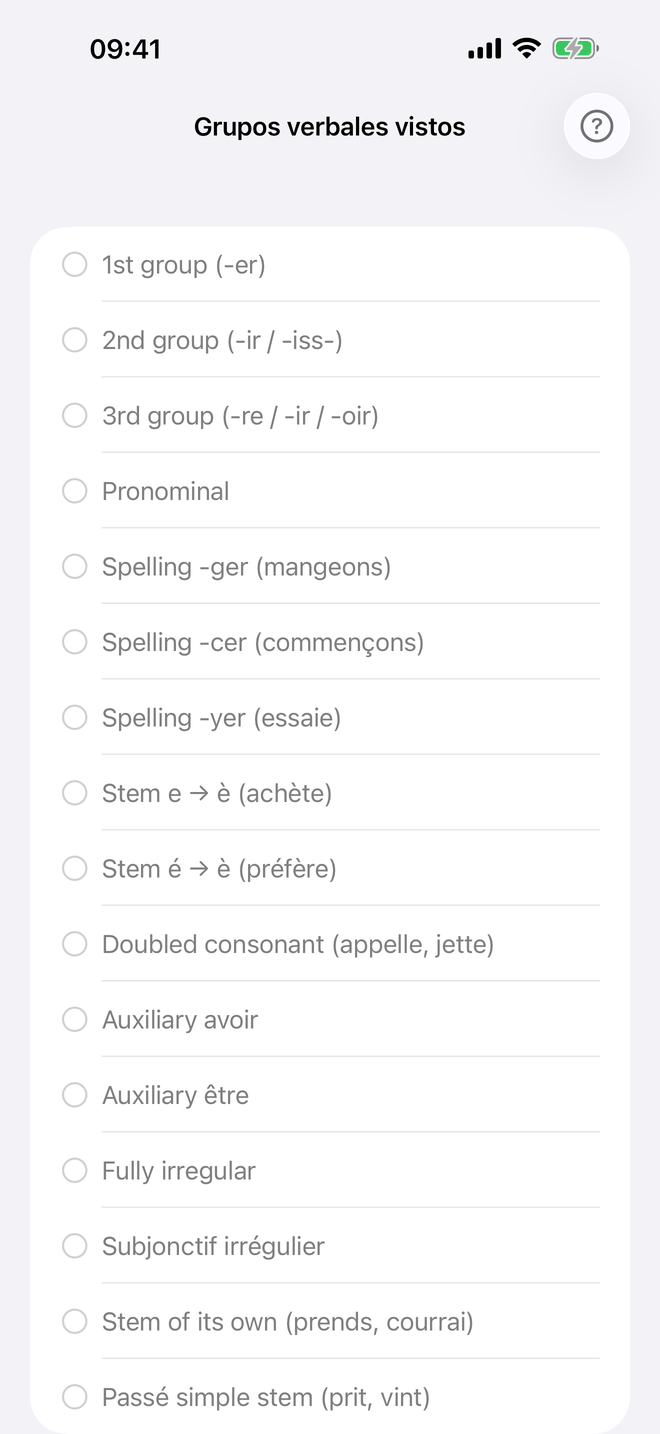 09:41
Grupos verbales vistos
1st group (-er)
2nd group (-ir / -iss-)
3rd group (-re / -ir / -oir)
Pronominal
Spelling -ger (mangeons)
Spelling -cer (commençons)
Spelling -yer (essaie)
Stem e → è (achète)
Stem é → è (préfère)
Doubled consonant (appelle, jette)
Auxiliary avoir
Auxiliary être
Fully irregular
Subjonctif irrégulier
Stem of its own (prends, courrai)
Passé simple stem (prit, vint)